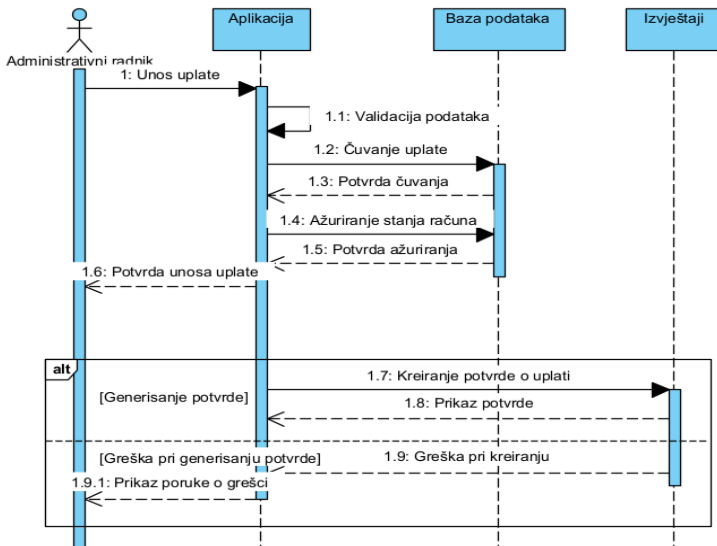 Aplikacija
Baza podataka
Izvještaji
Administrativni radnik
1: Unos uplate
1.1: Validacija podataka
1.2: Čuvanje uplate
1.3: Potvrda čuvanja
1.4: Ažuriranje stanja računa
1.5: Potvrda ažuriranja
1.6: Potvrda unosa uplate
alt
1.7: Kreiranje potvrde o uplati
[Generisanje potvrde]
1.8: Prikaz potvrde
[Greška pri generisanju potvrde]
1.9: Greška pri kreiranju
1.9.1: Prikaz poruke o grešci